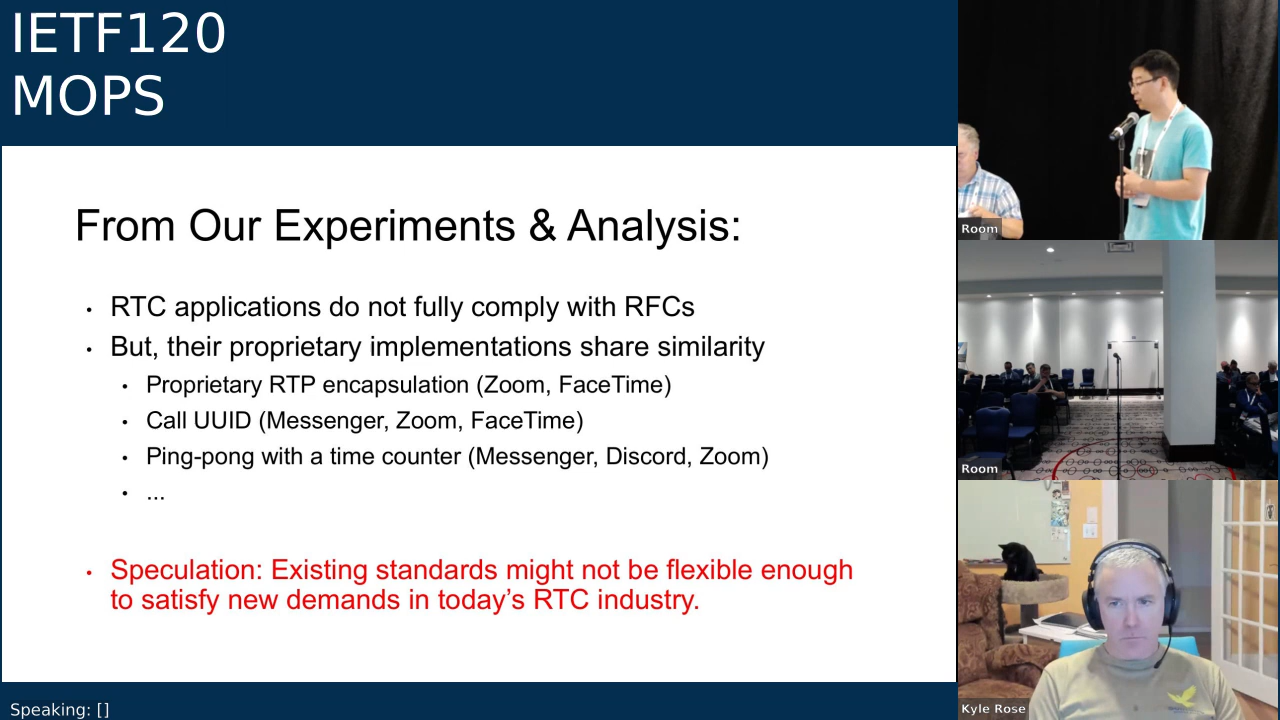 IETF120
MOPS
From Our Experiments & Analysis:
• RTC applications do not fully comply with RFCs
• But, their proprietary implementations share similarity
• Proprietary RTP encapsulation (Zoom, FaceTime)
• Call UUID (Messenger, Zoom, FaceTime)
• Ping-pong with a time counter (Messenger, Discord, Zoom)
• ...
• Speculation: Existing standards might not be flexible enough
to satisfy new demands in today's RTC industry.
Speaking: []
Room
Room
Kyle Rose